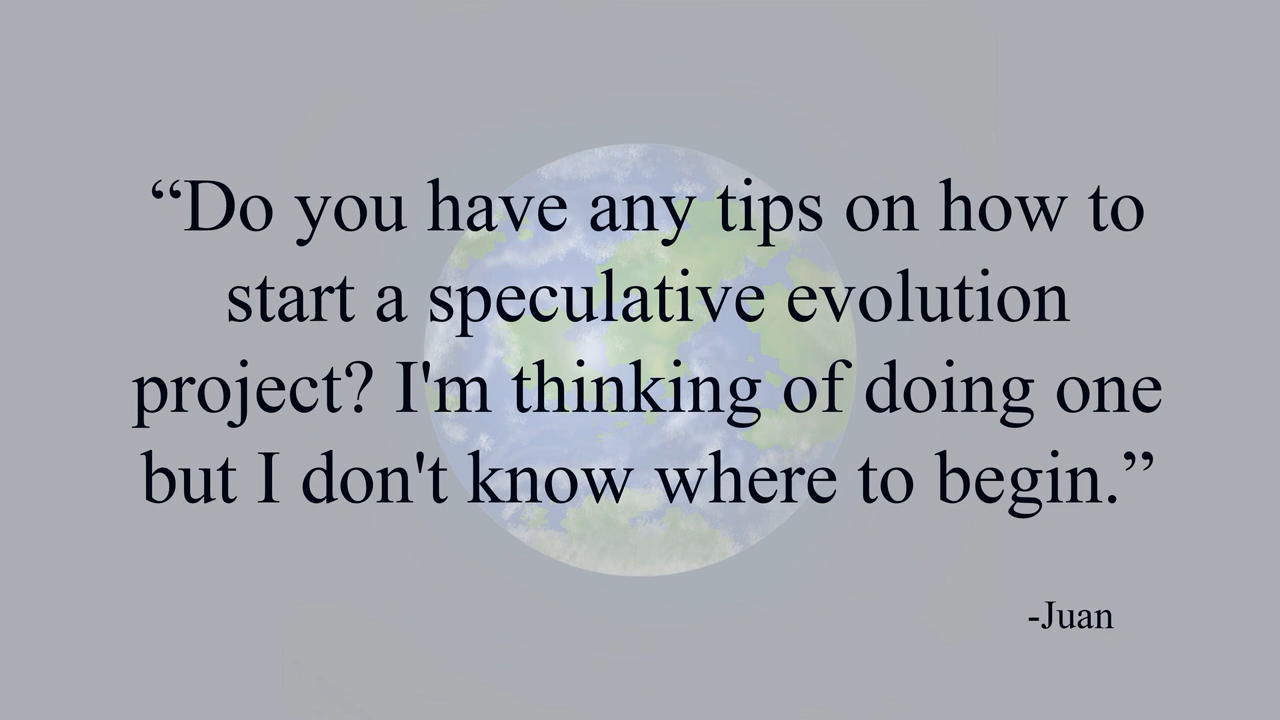 “Do you have any tips on how to
start a speculative evolution
project? I'm thinking of doing one
but I don't know where to begin.”
-Juan